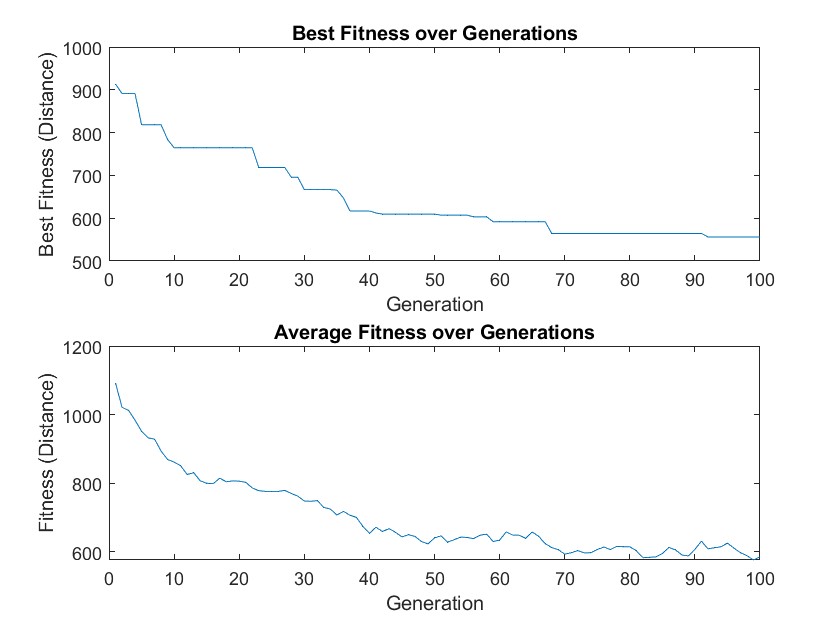 Best Fitness over Generations
1000
900
800
700
600
500
Best Fitness (Distance)
0 10 20 30 40 50 60 70 80 90 100
Generation
Average Fitness over Generations
1200
1000
800
600
Fitness (Distance)
0 10 20 30 40 50 60 70 80 90 100
Generation